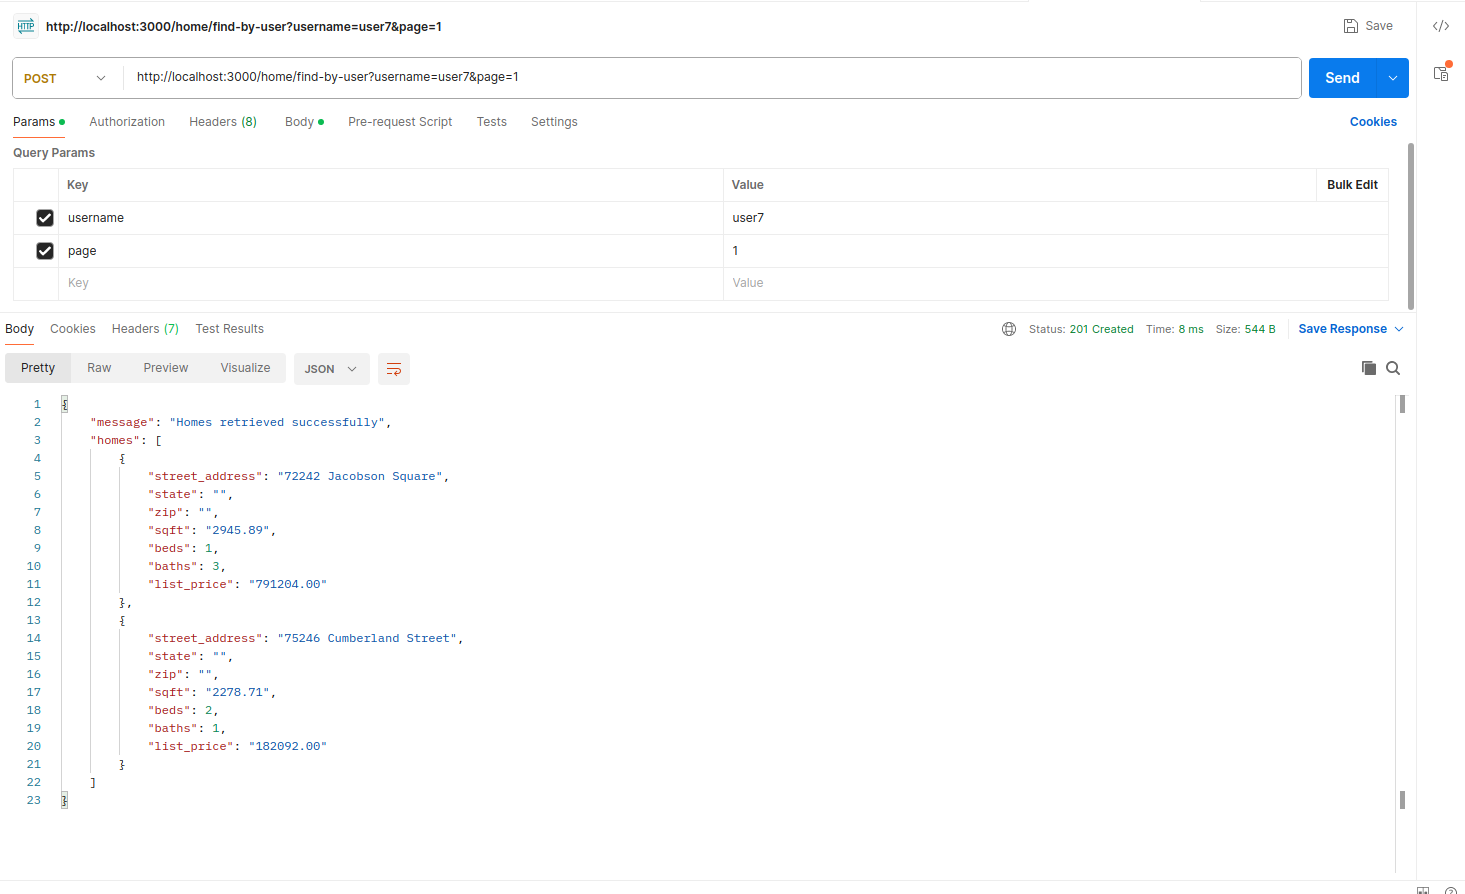 HTTP http://localhost:3000/home/find-by-user?username=user7&page=1 Save </>
POST http://localhost:3000/home/find-by-user?username=user7&page=1 Send
Params Authorization Headers (8) Body Pre-request Script Tests Settings Cookies
Query Params
Key Value Bulk Edit
username user7
page 1
Key Value
Body Cookies Headers (7) Test Results Status: 201 Created Time: 8 ms Size: 544 B Save Response
Pretty Raw Preview Visualize JSON
1 {
2 "message": "Homes retrieved successfully",
3 "homes": [
4 {
5 "street_address": "72242 Jacobson Square",
6 "state": "",
7 "zip": "",
8 "sqft": "2945.89",
9 "beds": 1,
10 "baths": 3,
11 "list_price": "791204.00"
12 },
13 {
14 "street_address": "75246 Cumberland Street",
15 "state": "",
16 "zip": "",
17 "sqft": "2278.71",
18 "beds": 2,
19 "baths": 1,
20 "list_price": "182092.00"
21 }
22 ]
23 }